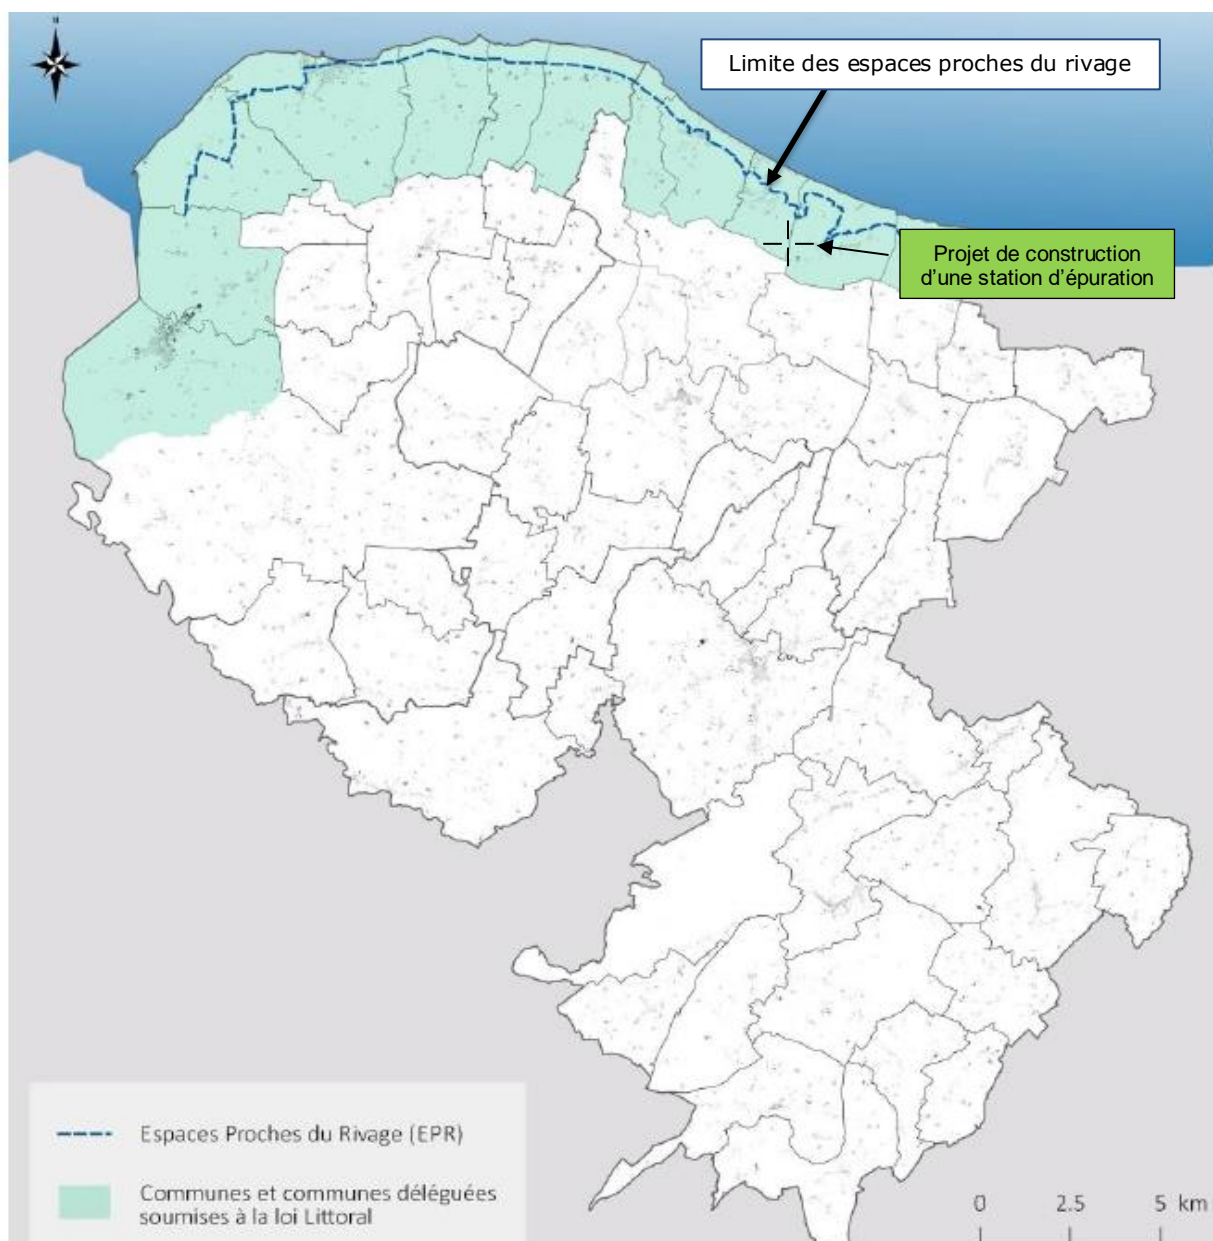 Limite des espaces proches du rivage
Projet de construction
d'une station d'épuration
Espaces Proches du Rivage (EPR)
Communes et communes déléguées
soumises à la loi Littoral
0 2.5 5 km